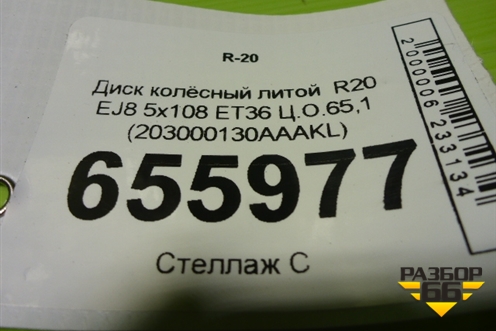 R-20
Диск колёсный литой R20
EJ8 5x108 ET36 Ц.О.65,1
(203000130AAAKL)
655977
Стеллаж С
2000006233134
РАЗБОР
66